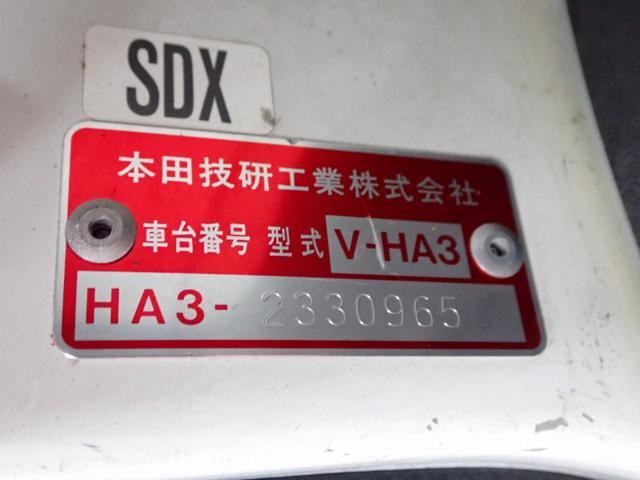 SDX
本田技研工業株式会社
車台番号 型式 V-HA3
HA3-2330965